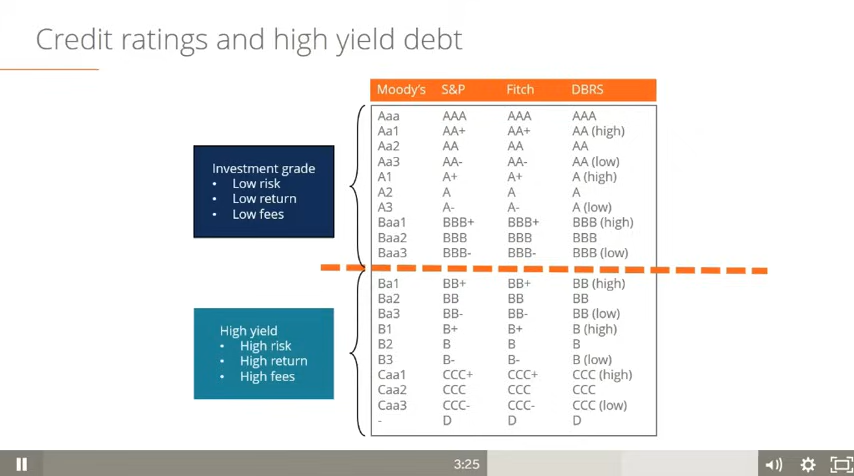 Credit ratings and high yield debt
Moody's S&P Fitch DBRS
Aaa AAA AAA AAA
Aa1 AA+ AA+ AA (high)
Aa2 AA AA AA
Aa3 AA- AA- AA (low)
A1 A+ A+ A (high)
A2 A A A
A3 A- A- A (low)
Baa1 BBB+ BBB+ BBB (high)
Baa2 BBB BBB BBB
Baa3 BBB- BBB- BBB (low)
Ba1 BB+ BB+ BB (high)
Ba2 BB BB BB
Ba3 BB- BB- BB (low)
B1 B+ B+ B (high)
B2 B B B
B3 B- B- B (low)
Caa1 CCC+ CCC+ CCC (high)
Caa2 CCC CCC CCC
Caa3 CCC- CCC- CCC (low)
- D D D
Investment grade
• Low risk
• Low return
• Low fees
High yield
• High risk
• High return
• High fees
3:25